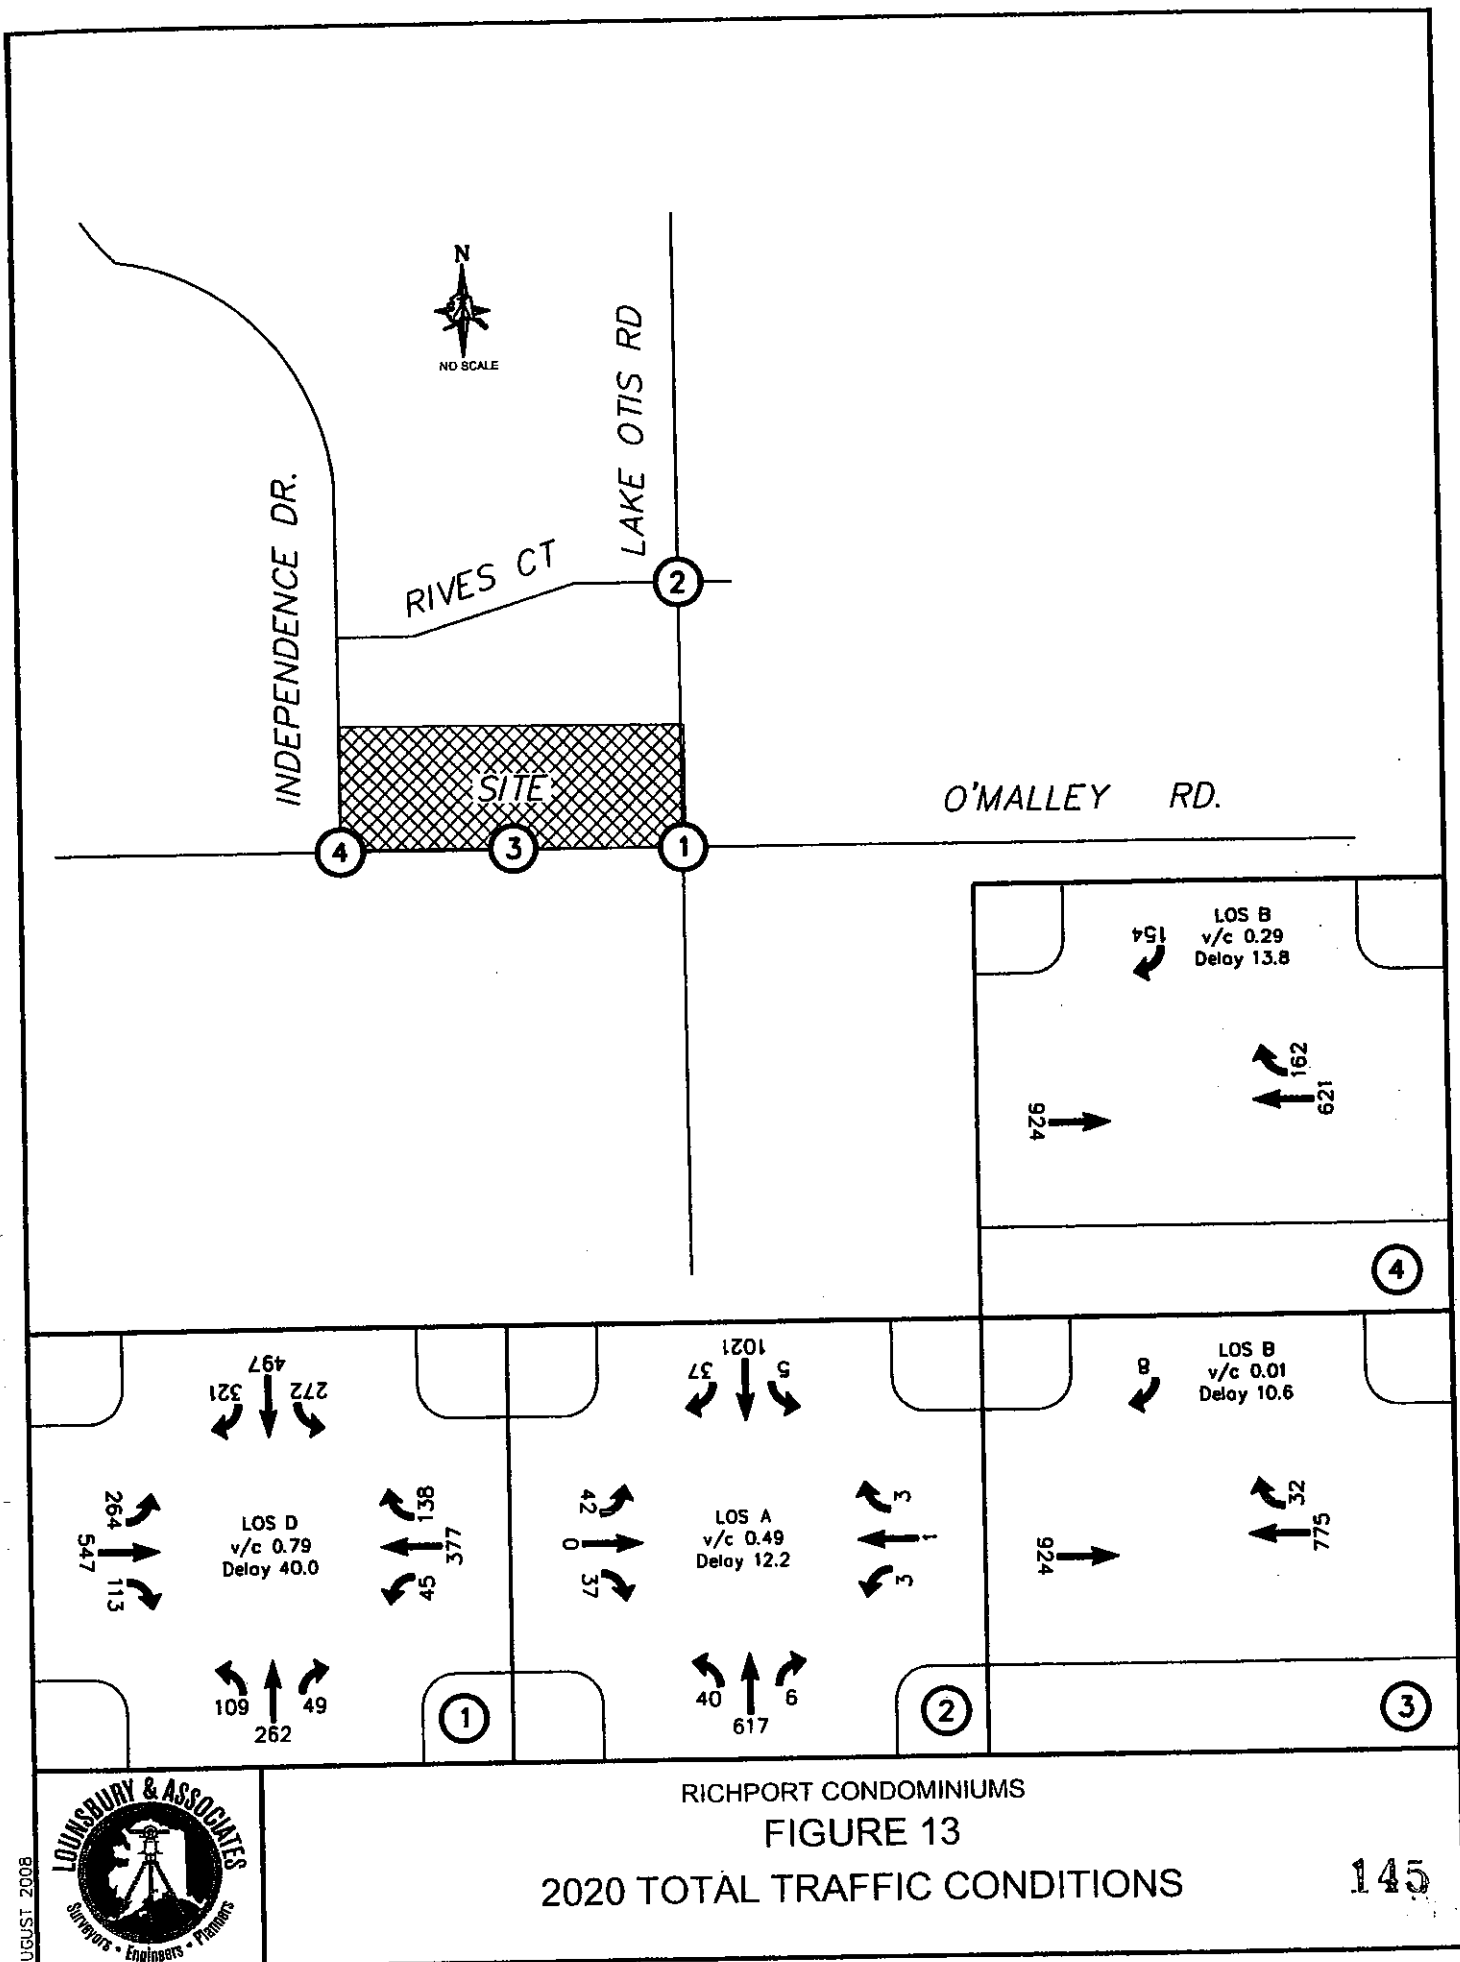 N
NO SCALE
LAKE OTIS RD
INDEPENDENCE DR.
RIVES CT
2
SITE
O'MALLEY RD.
4
3
1
154
LOS B
v/c 0.29
Delay 13.8
162
621
924
4
497
321
272
264
547
113
LOS D
v/c 0.79
Delay 40.0
138
377
45
109
262
49
1
1021
37
5
42
0
37
LOS A
v/c 0.49
Delay 12.2
3
1
3
40
617
6
2
8
LOS B
v/c 0.01
Delay 10.6
32
775
924
3
LOUNSBURY & ASSOCIATES
Surveyors • Engineers • Planners
UGUST 2008
RICHPORT CONDOMINIUMS
FIGURE 13
2020 TOTAL TRAFFIC CONDITIONS
145